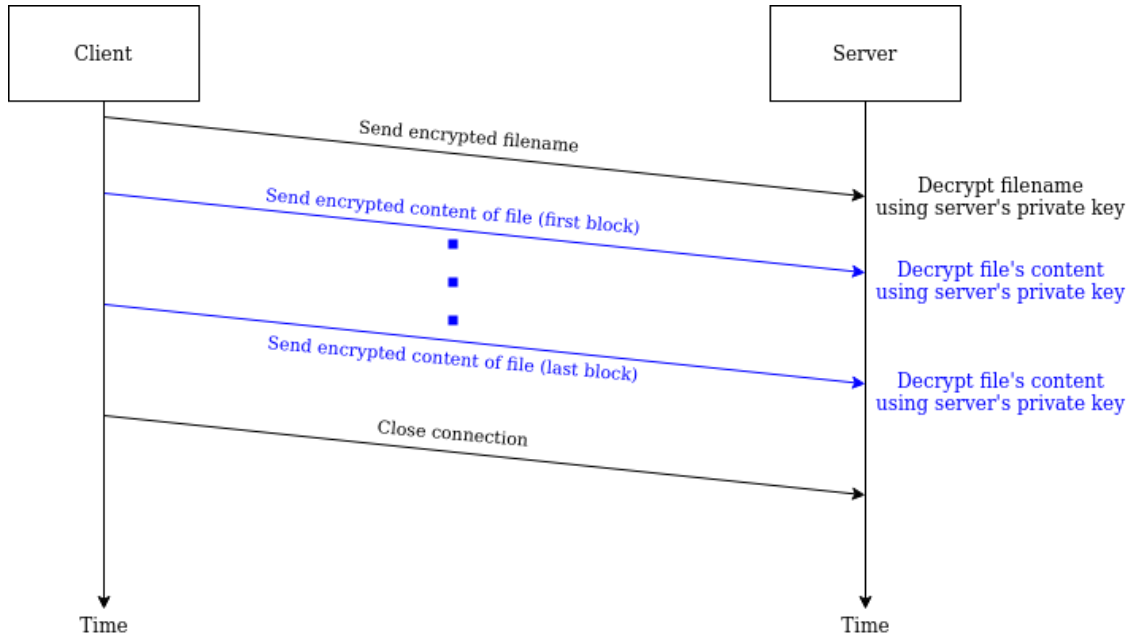 Client
Server
Send encrypted filename
Decrypt filename
using server's private key
Send encrypted content of file (first block)
Decrypt file's content
using server's private key
Send encrypted content of file (last block)
Decrypt file's content
using server's private key
Close connection
Time
Time